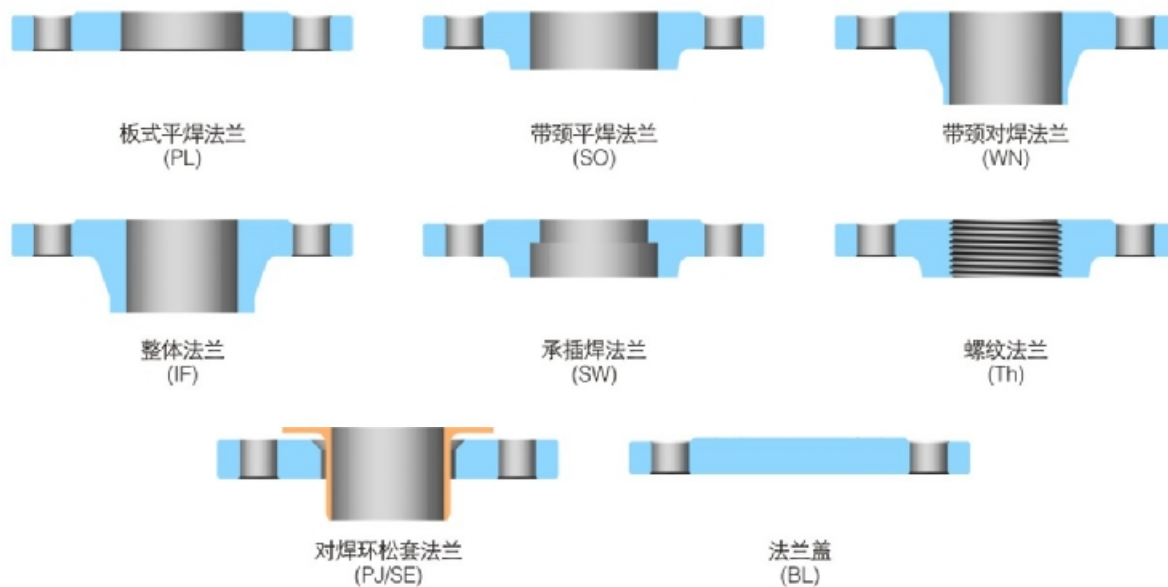 板式平焊法兰
(PL)
带颈平焊法兰
(SO)
带颈对焊法兰
(WN)
整体法兰
(IF)
承插焊法兰
(SW)
螺纹法兰
(Th)
对焊环松套法兰
(PJ/SE)
法兰盖
(BL)